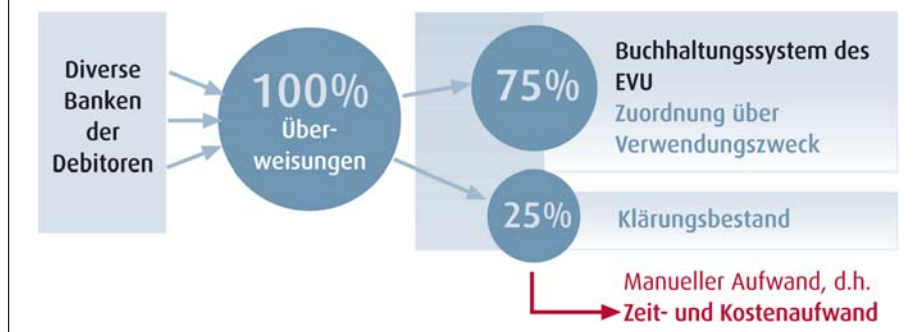 Diverse
Banken
der
Debitoren
100%
Über-
weisungen
75%
Buchhaltungssystem des
EVU
Zuordnung über
Verwendungszweck
25%
Klärungsbestand
Manueller Aufwand, d.h.
Zeit- und Kostenaufwand